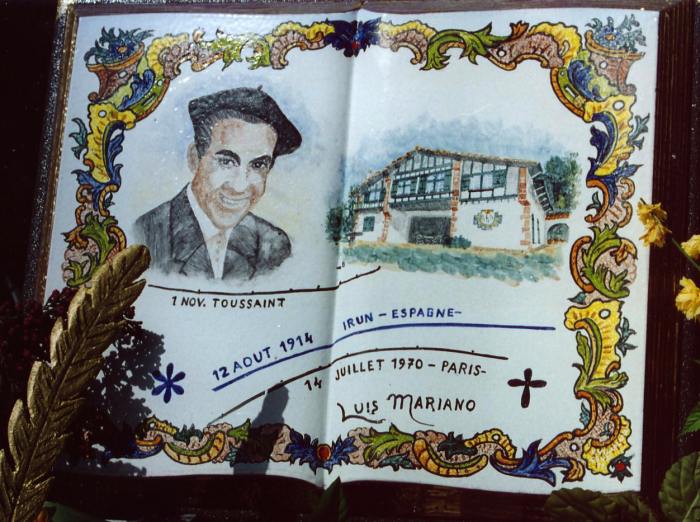 1 NOV. TOUSSAINT
12 AOUT. 1914 IRUN - ESPAGNE-
14 JUILLET 1970 - PARIS-
LUIS MARIANO